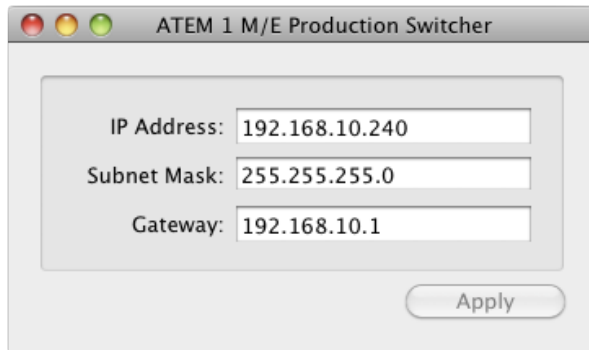 ATEM 1 M/E Production Switcher
IP Address: 192.168.10.240
Subnet Mask: 255.255.255.0
Gateway: 192.168.10.1
Apply